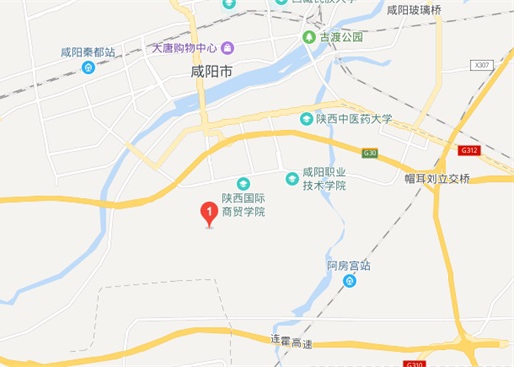 咸阳玻璃桥
古渡公园
咸阳秦都站
大唐购物中心
咸阳市
X307
陕西中医药大学
G30
G312
咸阳职业
技术学院
帽耳刘立交桥
陕西国际
商贸学院
1
阿房宫站
连霍高速
G310